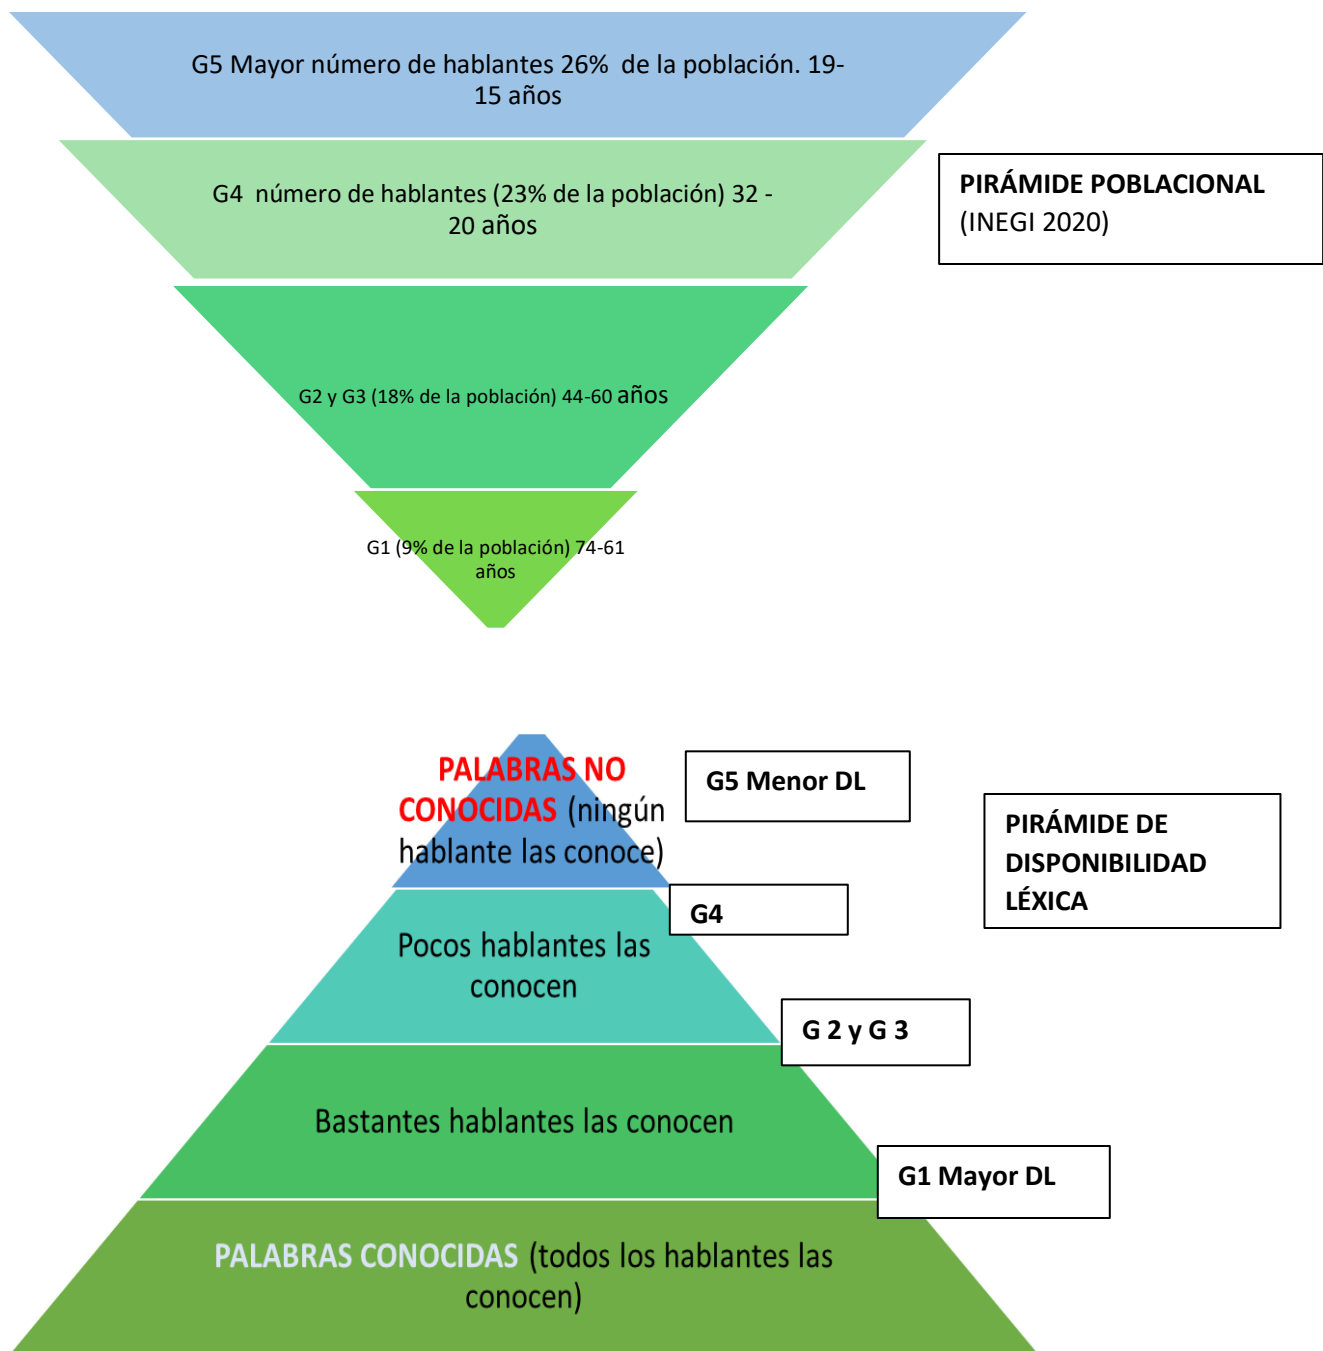 G5 Mayor número de hablantes 26%  de la población. 19-
15 años
G4  número de hablantes (23% de la población) 32 -
20 años
PIRÁMIDE POBLACIONAL
(INEGI 2020)
G2 y G3 (18% de la población) 44-60 años
G1 (9% de la población) 74-61
años
PALABRAS NO
CONOCIDAS (ningún
hablante las conoce)
G5 Menor DL
PIRÁMIDE DE
DISPONIBILIDAD
LÉXICA
G4
Pocos hablantes las
conocen
G 2 y G 3
Bastantes hablantes las conocen
G1 Mayor DL
PALABRAS CONOCIDAS (todos los hablantes las
conocen)